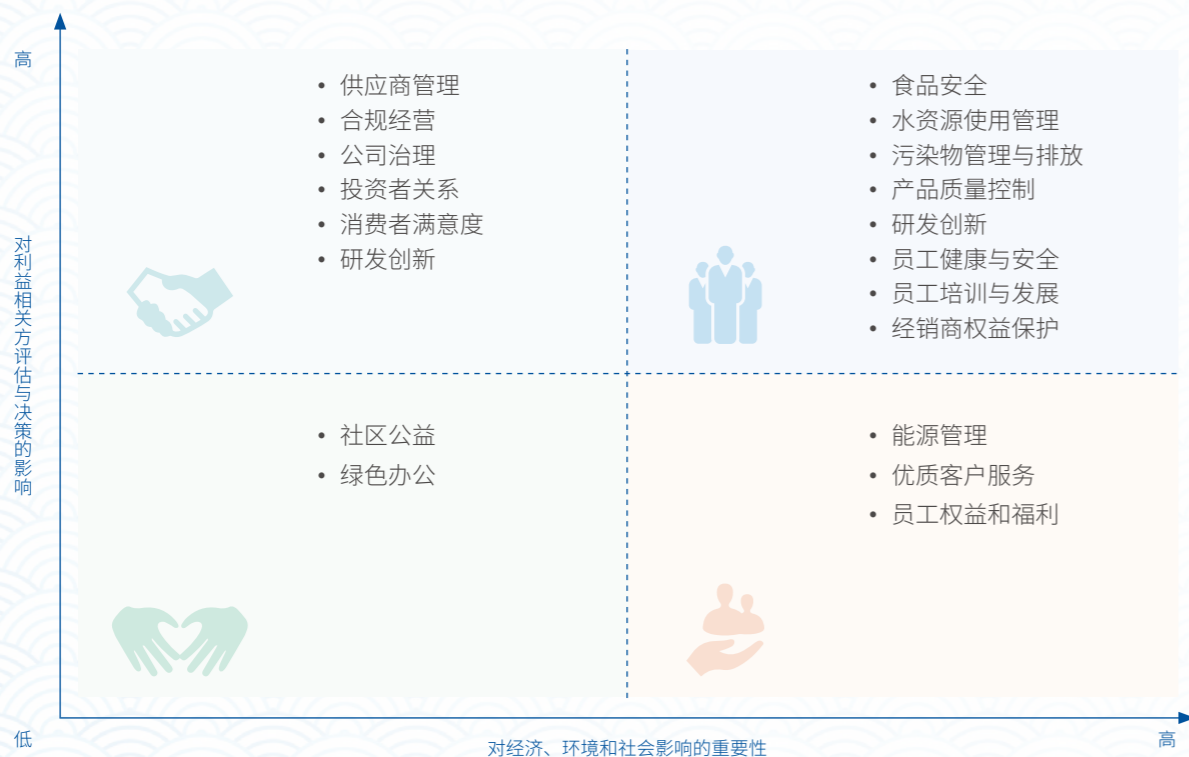 高
对利益相关方评估与决策的影响
• 供应商管理
• 合规经营
• 公司治理
• 投资者关系
• 消费者满意度
• 研发创新
• 食品安全
• 水资源使用管理
• 污染物管理与排放
• 产品质量控制
• 研发创新
• 员工健康与安全
• 员工培训与发展
• 经销商权益保护
• 社区公益
• 绿色办公
• 能源管理
• 优质客户服务
• 员工权益和福利
低
对经济、环境和社会影响的重要性
高